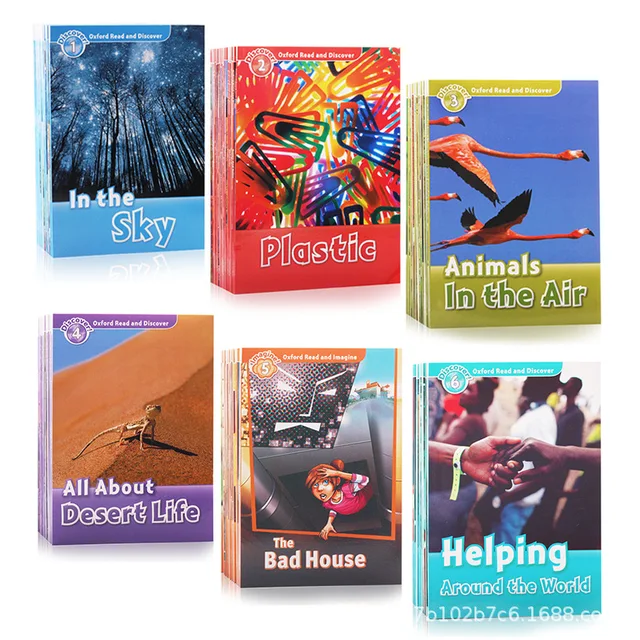 Discover!
1
Oxford Read and Discover
In the
Sky
Discover!
2
Oxford Read and Discover
Plastic
Discover!
3
Oxford Read and Discover
Animals
In the Air
Discover!
4
Oxford Read and Discover
All About
Desert Life
Imagine!
5
Oxford Read and Imagine
The
Bad House
Discover!
6
Oxford Read and Discover
Helping
Around the World
7b102b7c6.1688.co